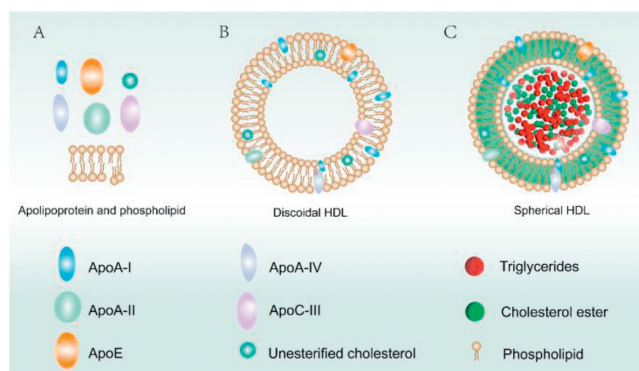 A
B
C
Apolipoprotein and phospholipid
Discoidal HDL
Spherical HDL
ApoA-I
ApoA-IV
Triglycerides
ApoA-II
ApoC-III
Cholesterol ester
ApoE
Unesterified cholesterol
Phospholipid